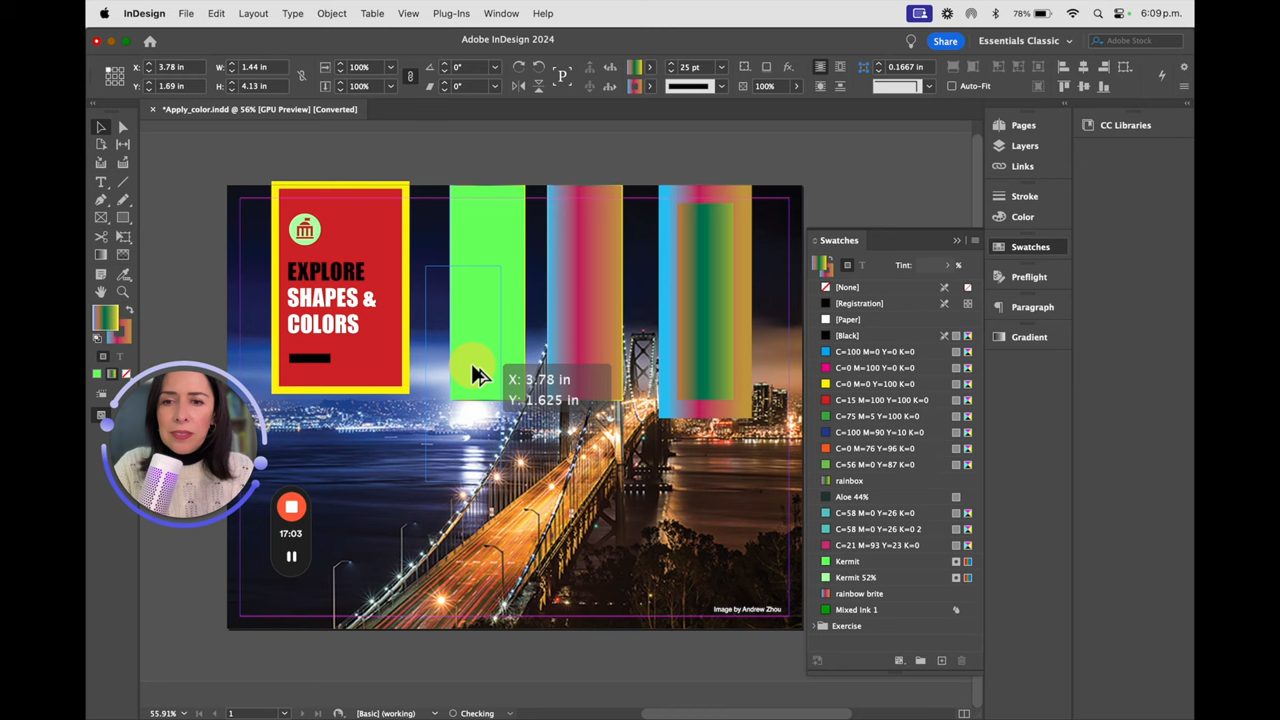 InDesign File Edit Layout Type Object Table View Plug-Ins Window Help 78% 6:09 p.m.
Adobe InDesign 2024 Share Essentials Classic Adobe Stock
X: 3.78 in W: 1.44 in 100% 0° P 25 pt fx. 0.1667 in
Y: 1.69 in H: 4.13 in 100% 0° 100% Auto-Fit
*Apply_color.indd @ 56% [GPU Preview] [Converted]
Pages
Layers
Links
Stroke
Color
Swatches
Preflight
Paragraph
Gradient
CC Libraries
Swatches
Tint: %
[None]
[Registration]
[Paper]
[Black]
C=100 M=0 Y=0 K=0
C=0 M=100 Y=0 K=0
C=0 M=0 Y=100 K=0
C=15 M=100 Y=100 K=0
C=75 M=5 Y=100 K=0
C=100 M=90 Y=10 K=0
C=0 M=76 Y=96 K=0
C=56 M=0 Y=87 K=0
rainbox
Aloe 44%
C=58 M=0 Y=26 K=0
C=58 M=0 Y=26 K=0 2
C=21 M=93 Y=23 K=0
Kermit
Kermit 52%
rainbow brite
Mixed Ink 1
Exercise
EXPLORE
SHAPES &
COLORS
X: 3.78 in
Y: 1.625 in
17:03
Image by Andrew Zhou
55.91% 1 [Basic] (working) Checking